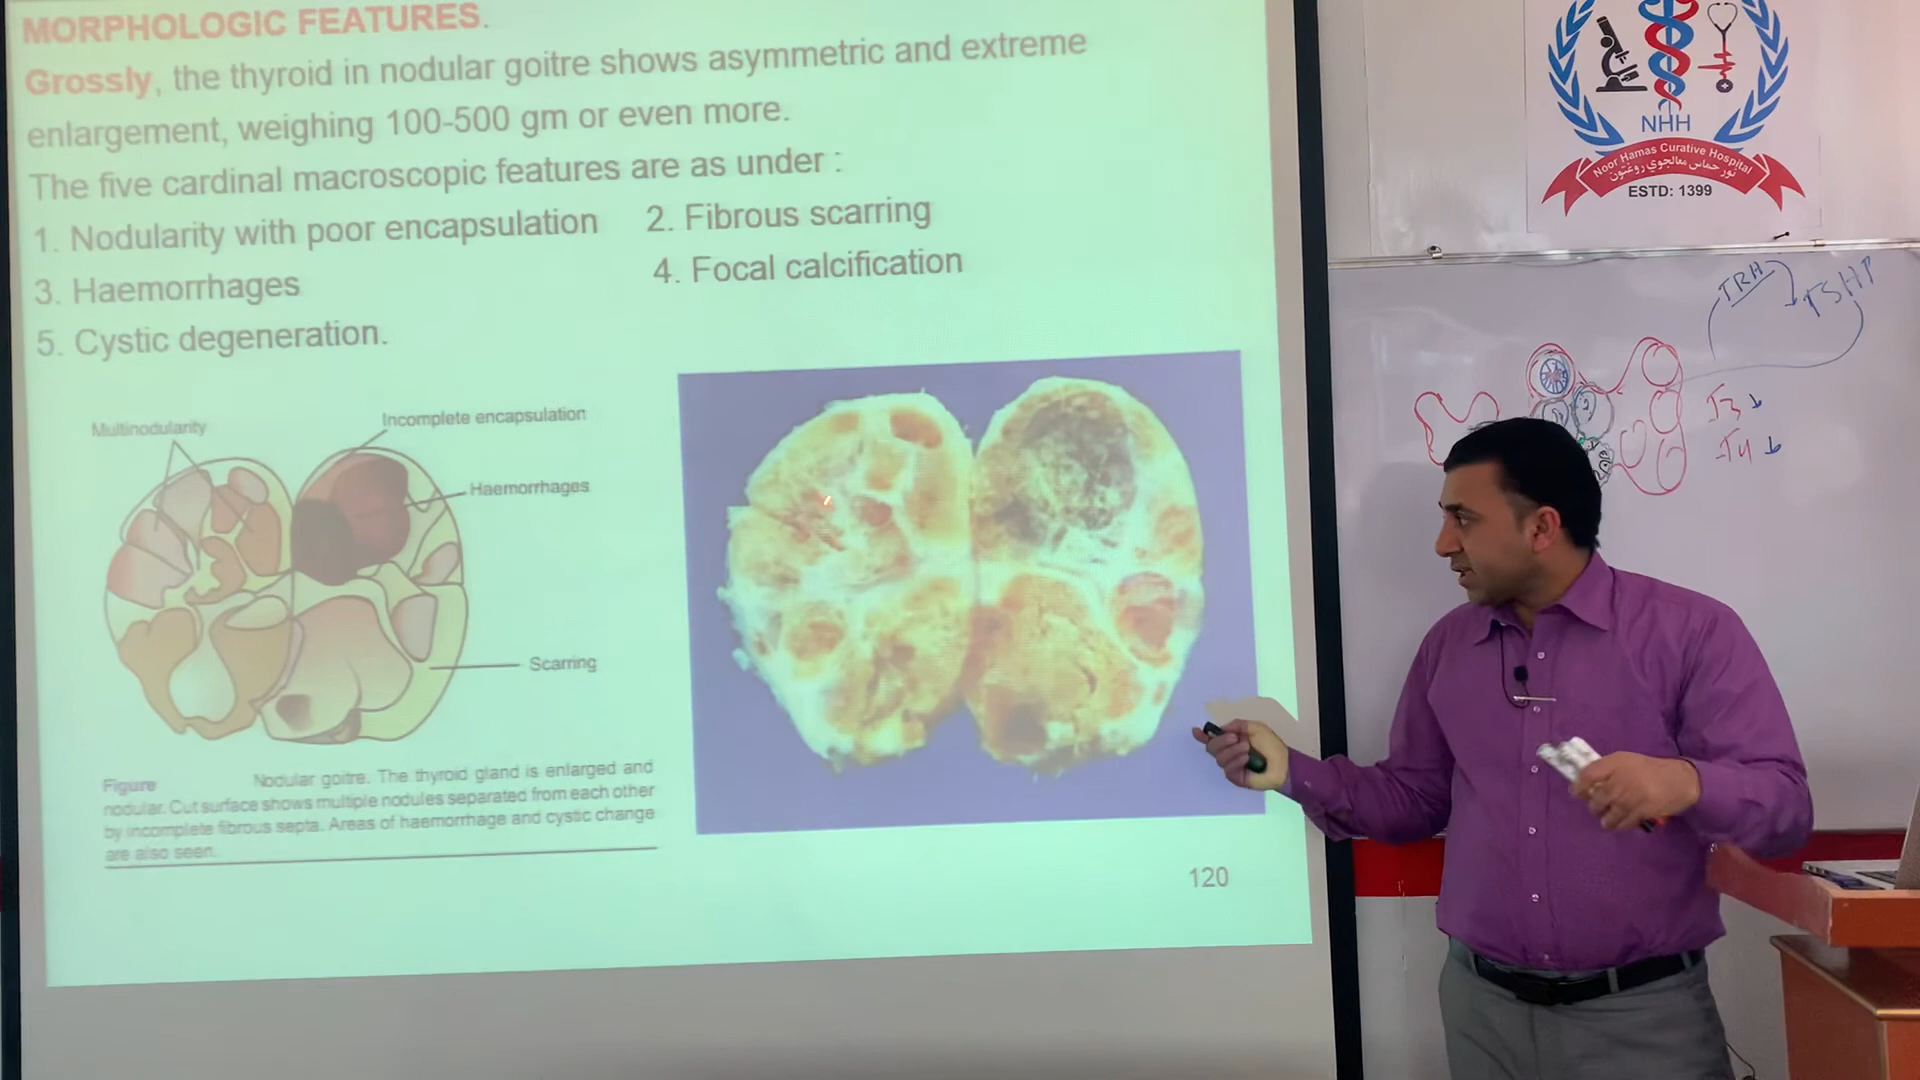 MORPHOLOGIC FEATURES.
Grossly, the thyroid in nodular goitre shows asymmetric and extreme
enlargement, weighing 100-500 gm or even more.
The five cardinal macroscopic features are as under :
1. Nodularity with poor encapsulation
2. Fibrous scarring
3. Haemorrhages
4. Focal calcification
5. Cystic degeneration.
Multinodularity
Incomplete encapsulation
Haemorrhages
Scarring
Figure Nodular goitre. The thyroid gland is enlarged and
nodular. Cut surface shows multiple nodules separated from each other
by incomplete fibrous septa. Areas of haemorrhage and cystic change
are also seen.
120
NHH
Noor Hamas Curative Hospital
نور حماس معالجوي روغتون
ESTD: 1399
TRH
T3
T4